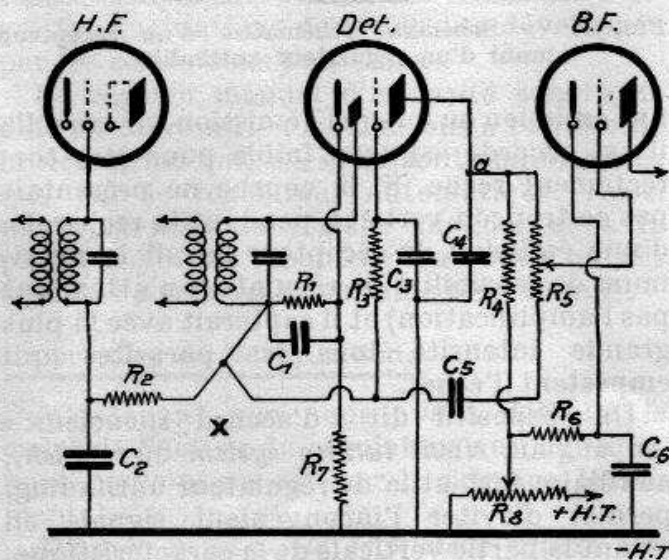 H.F. Det. B.F.
a
C4
R1 R3 C3 R4 R5
C1
R2 C5
X R6
C2 R7 C6
R8 +H.T.
-H.T.